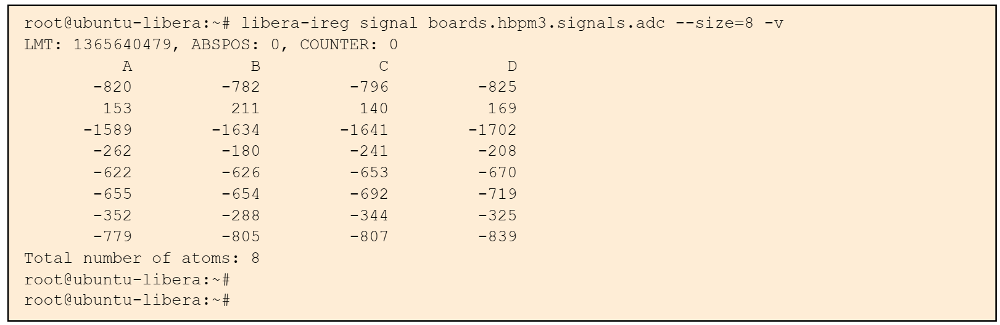 root@ubuntu-libera:~# libera-ireg signal boards.hbpm3.signals.adc --size=8 -v
LMT: 1365640479, ABSPOS: 0, COUNTER: 0
A B C D
-820 -782 -796 -825
153 211 140 169
-1589 -1634 -1641 -1702
-262 -180 -241 -208
-622 -626 -653 -670
-655 -654 -692 -719
-352 -288 -344 -325
-779 -805 -807 -839
Total number of atoms: 8
root@ubuntu-libera:~#
root@ubuntu-libera:~#